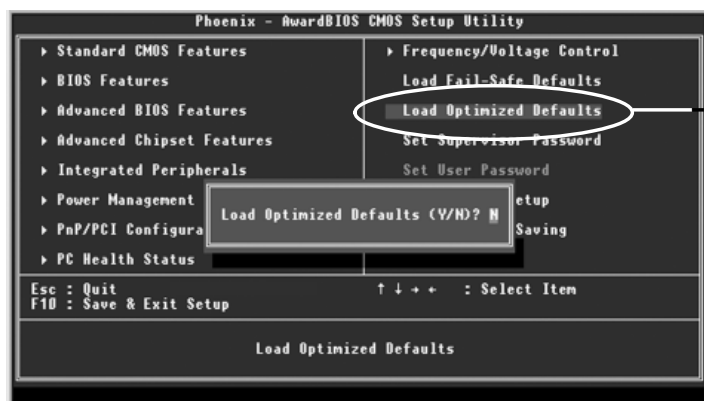 Phoenix - AwardBIOS CMOS Setup Utility
▸ Standard CMOS Features
▸ BIOS Features
▸ Advanced BIOS Features
▸ Advanced Chipset Features
▸ Integrated Peripherals
▸ Power Management
▸ PnP/PCI Configura
▸ PC Health Status
▸ Frequency/Voltage Control
Load Fail-Safe Defaults
Load Optimized Defaults
Set Supervisor Password
Set User Password
etup
Saving
Load Optimized Defaults (Y/N)? N
Esc : Quit
F10 : Save & Exit Setup
↑ ↓ → ← : Select Item
Load Optimized Defaults